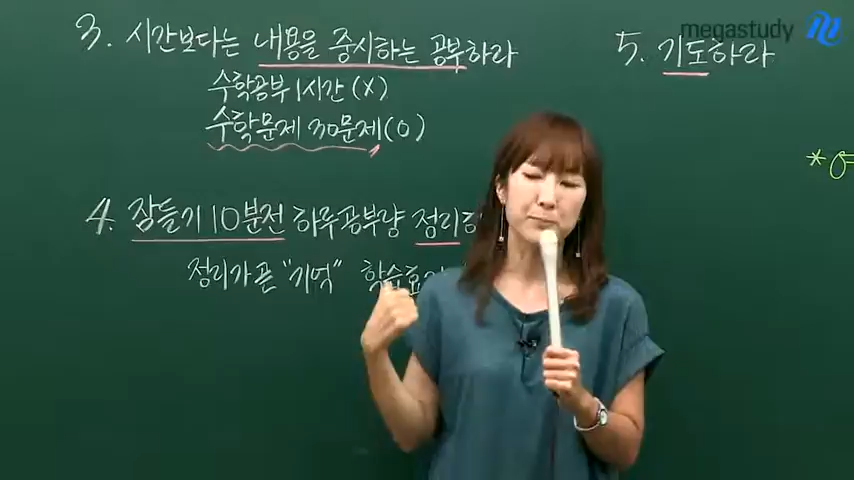 3. 시간보다는 내용을 중시하는 공부하라
수학공부 1시간 (X)
수학문제 30문제 (O)
4. 잠들기 10분전 하루공부량 정리하
정리가 곧 "기억" 학습효
5. 기도하라
megastudy
*